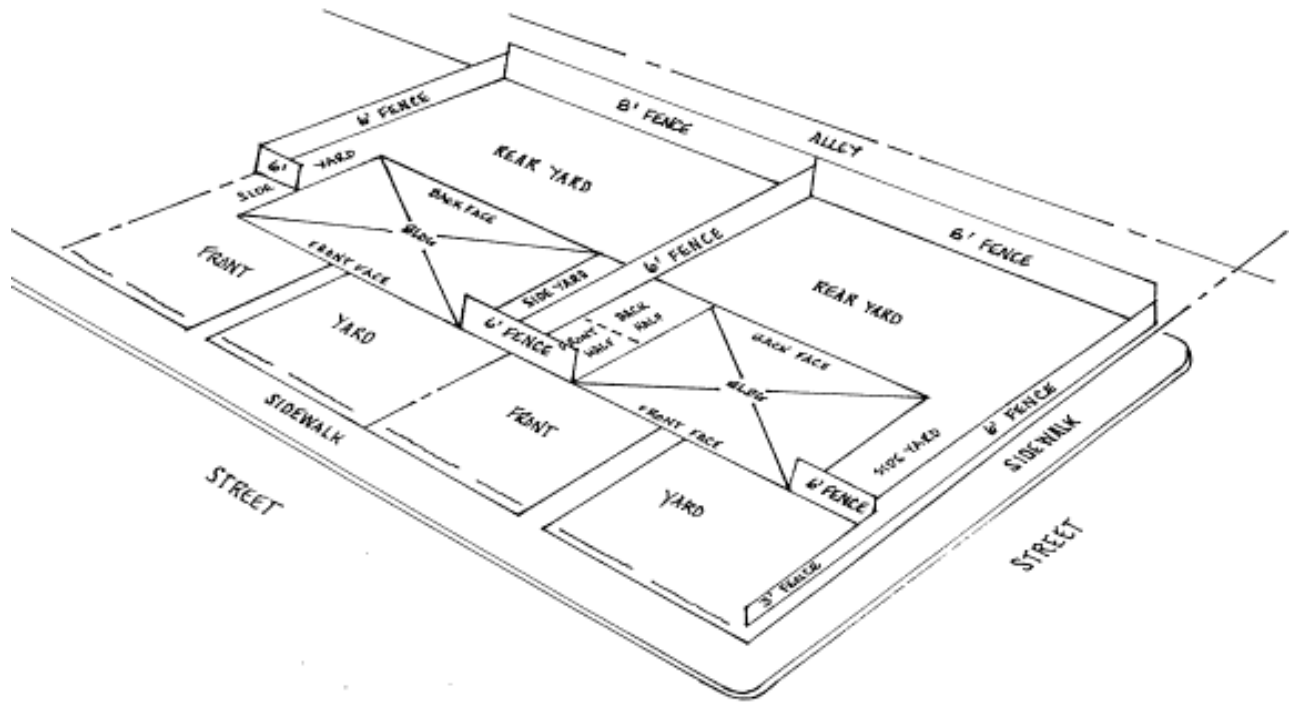 ALLEY
8' FENCE
6' FENCE
6'
SIDE YARD
REAR YARD
BACK FACE
BLDG
FRONT FACE
FRONT
YARD
SIDE YARD
6' FENCE
8' FENCE
REAR YARD
6' FENCE
FRONT HALF
BACK HALF
BACK FACE
BLDG
FRONT FACE
FRONT
YARD
SIDE YARD
6' FENCE
6' FENCE
3' FENCE
SIDEWALK
STREET
SIDEWALK
STREET